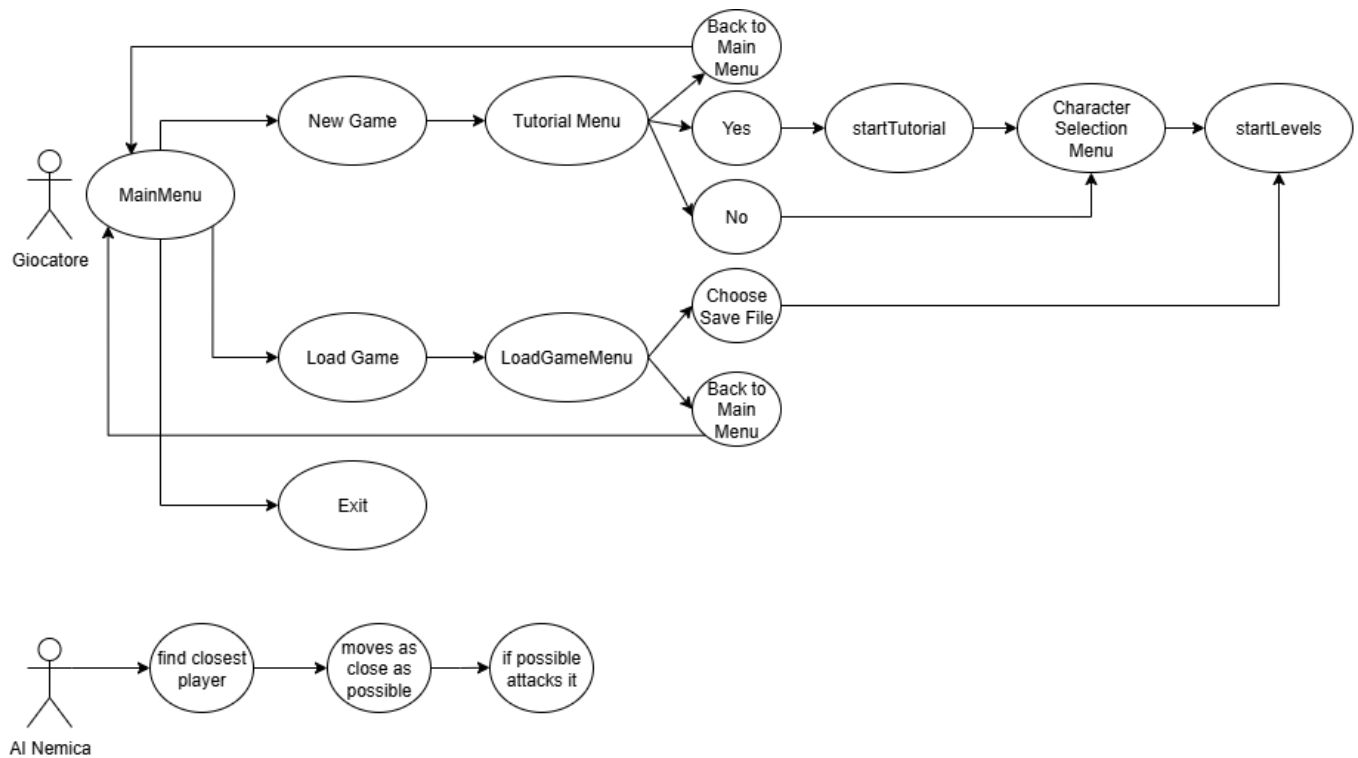 Back to
Main
Menu
New Game
Tutorial Menu
Yes
startTutorial
Character
Selection
Menu
startLevels
MainMenu
No
Giocatore
Choose
Save File
Load Game
LoadGameMenu
Back to
Main
Menu
Exit
find closest
player
moves as
close as
possible
if possible
attacks it
AI Nemica